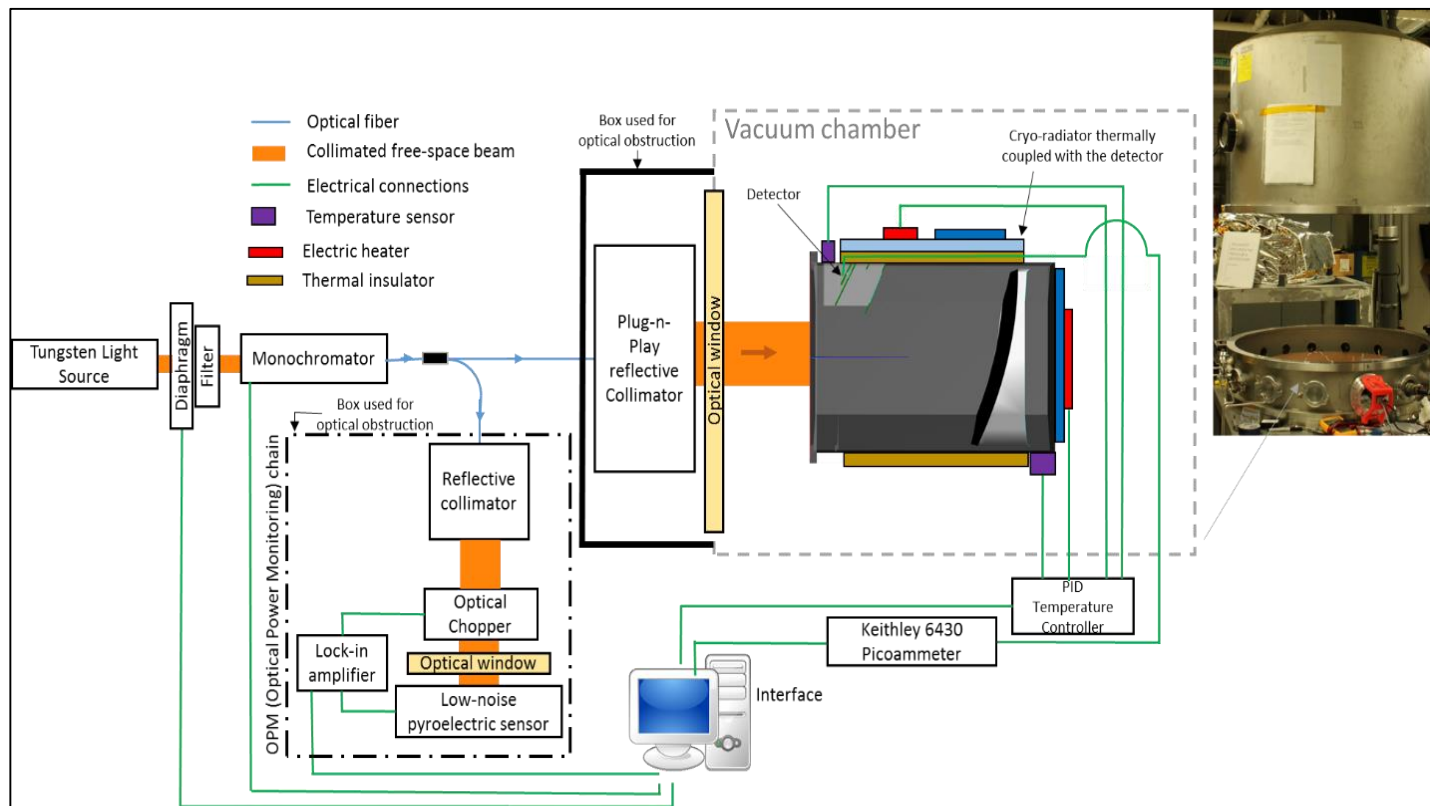 Optical fiber
Collimated free-space beam
Electrical connections
Temperature sensor
Electric heater
Thermal insulator
Box used for
optical obstruction
Vacuum chamber
Cryo-radiator thermally
coupled with the detector
Detector
Tungsten Light
Source
Diaphragm
Filter
Monochromator
Plug-n-
Play
reflective
Collimator
Optical window
Box used for
optical obstruction
OPM (Optical Power Monitoring) chain
Reflective
collimator
Optical
Chopper
Lock-in
amplifier
Optical window
Low-noise
pyroelectric sensor
PID
Temperature
Controller
Keithley 6430
Picoammeter
Interface